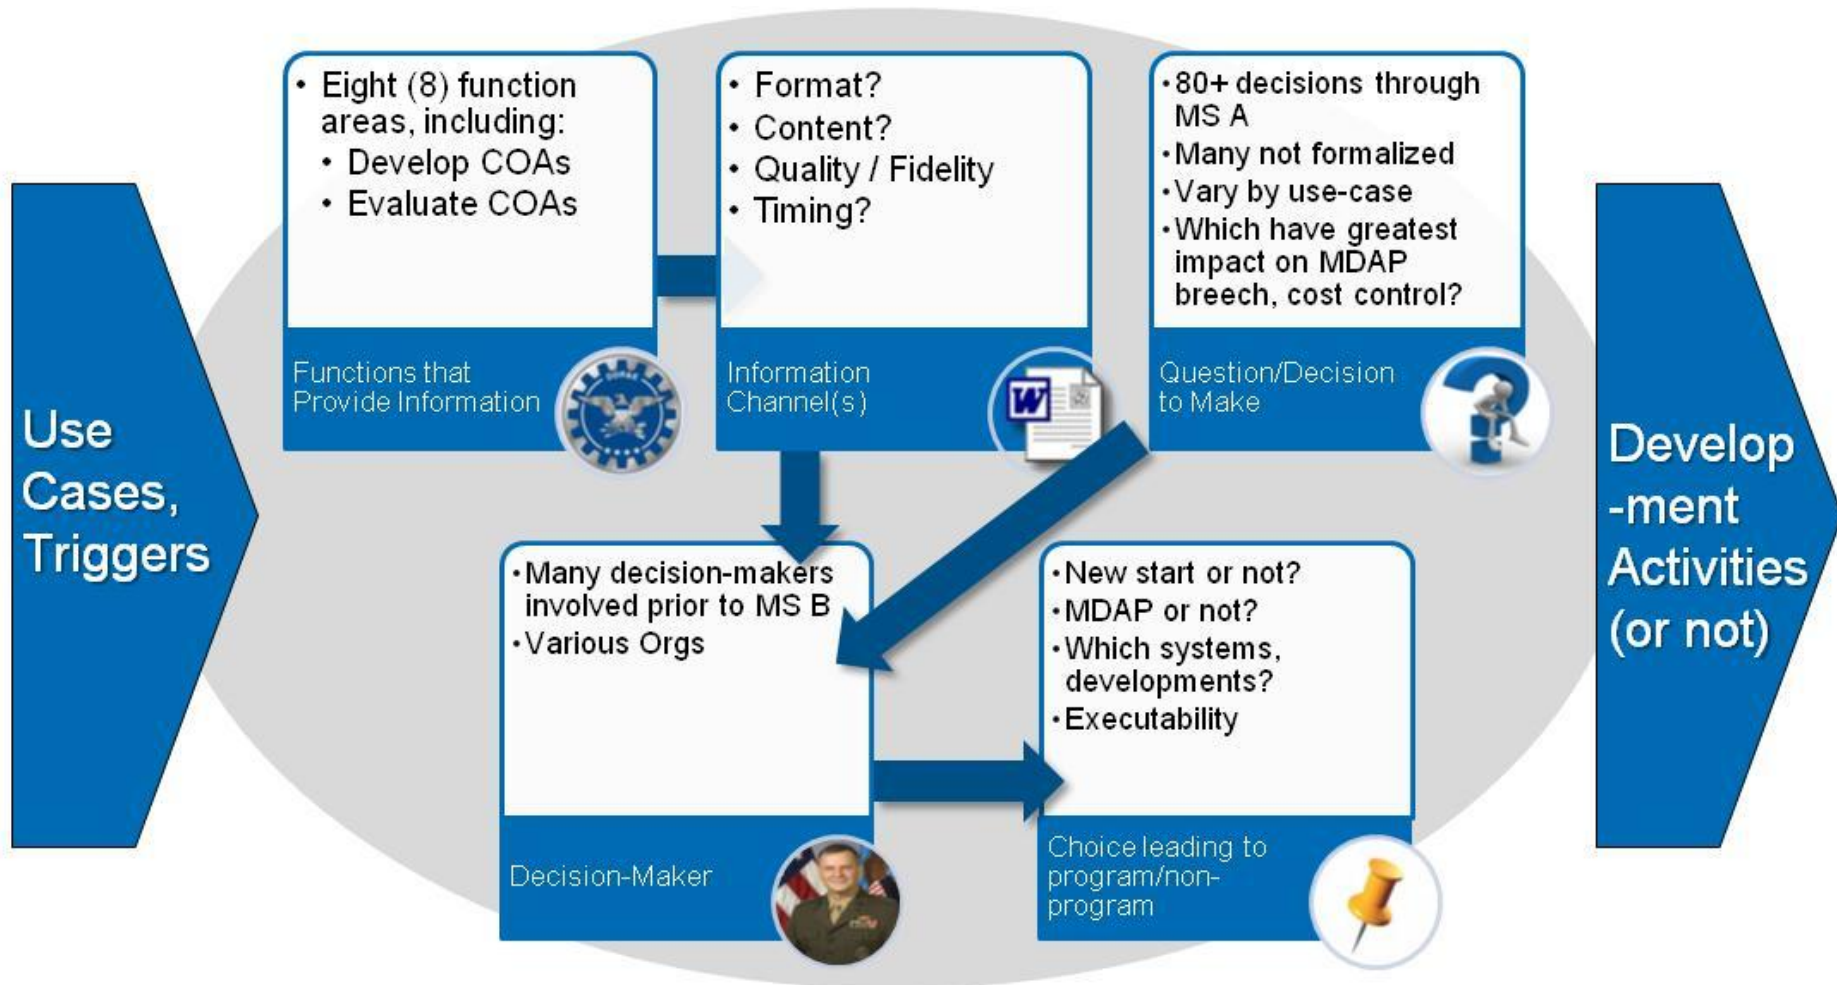 Use
Cases,
Triggers
• Eight (8) function
areas, including:
• Develop COAs
• Evaluate COAs
Functions that
Provide Information
• Format?
• Content?
• Quality / Fidelity
• Timing?
Information
Channel(s)
W
• 80+ decisions through
MS A
• Many not formalized
• Vary by use-case
• Which have greatest
impact on MDAP
breech, cost control?
Question/Decision
to Make
• Many decision-makers
involved prior to MS B
• Various Orgs
Decision-Maker
• New start or not?
• MDAP or not?
• Which systems,
developments?
• Executability
Choice leading to
program/non-
program
Develop
-ment
Activities
(or not)